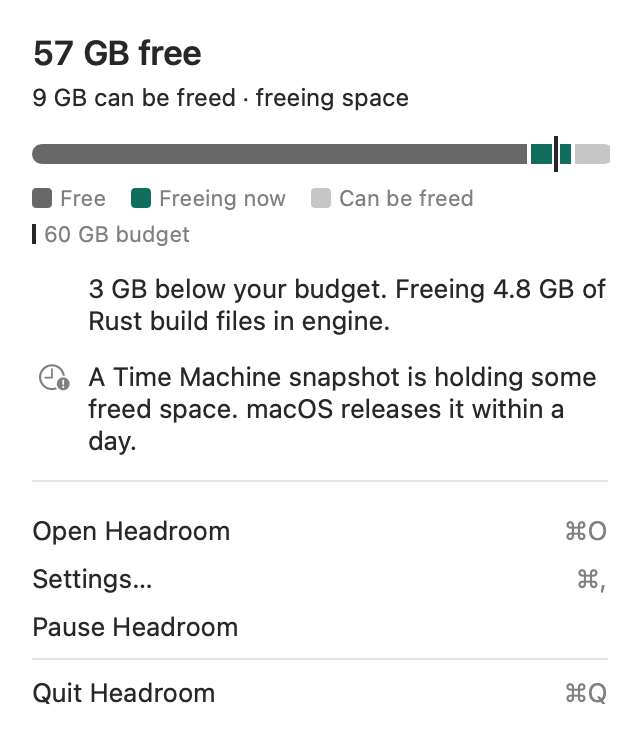 57 GB free
9 GB can be freed · freeing space
Free
Freeing now
Can be freed
60 GB budget
3 GB below your budget. Freeing 4.8 GB of
Rust build files in engine.
A Time Machine snapshot is holding some
freed space. macOS releases it within a
day.
Open Headroom ⌘O
Settings... ⌘,
Pause Headroom
Quit Headroom ⌘Q